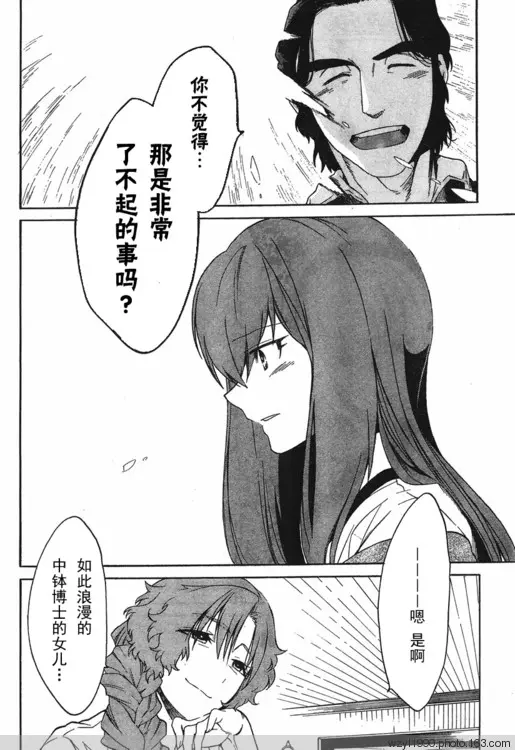 你不觉得…
那是非常
了不起的事吗？
————嗯 是啊
如此浪漫的
中钵博士的女儿…
wzyl1990.photo.163.com